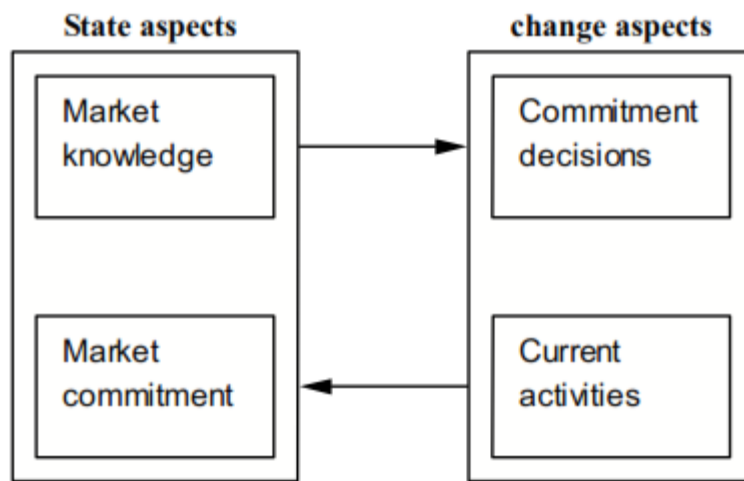 State aspects
change aspects
Market
knowledge
Commitment
decisions
Market
commitment
Current
activities